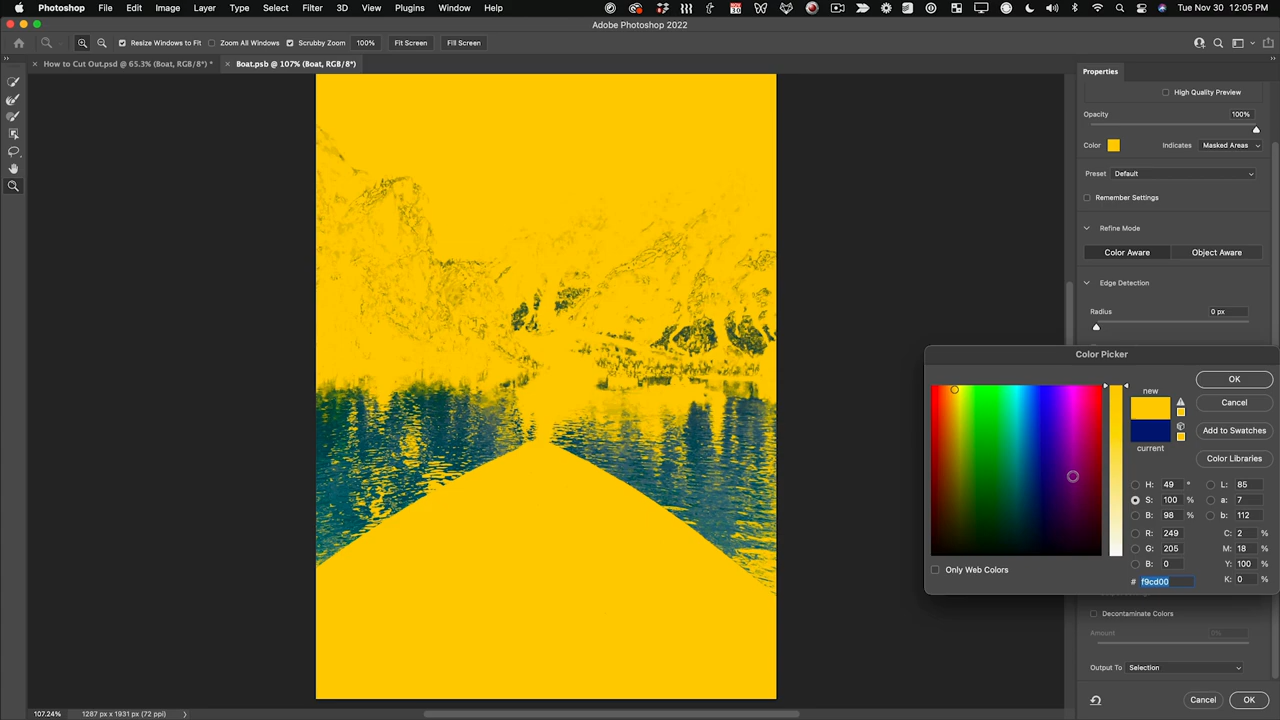 Photoshop File Edit Image Layer Type Select Filter 3D View Plugins Window Help 30 Tue Nov 30 12:05 PM
Adobe Photoshop 2022
Resize Windows to Fit Zoom All Windows Scrubby Zoom 100% Fit Screen Fill Screen
How to Cut Out.psd @ 65.3% (Boat, RGB/8*) * Boat.psb @ 107% (Boat, RGB/8*)
Properties
High Quality Preview
Opacity 100%
Color Indicates Masked Areas
Preset Default
Remember Settings
Refine Mode
Color Aware Object Aware
Edge Detection
Radius 0 px
Color Picker
new
OK
Cancel
Add to Swatches
current
Color Libraries
H: 49 ° L: 85
S: 100 % a: 7
B: 98 % b: 112
R: 249 C: 2 %
G: 205 M: 18 %
B: 0 Y: 100 %
Only Web Colors
# f9cd00 K: 0 %
Decontaminate Colors
Amount 0%
Output To Selection
Cancel OK
107.24% 1287 px x 1931 px (72 ppi)